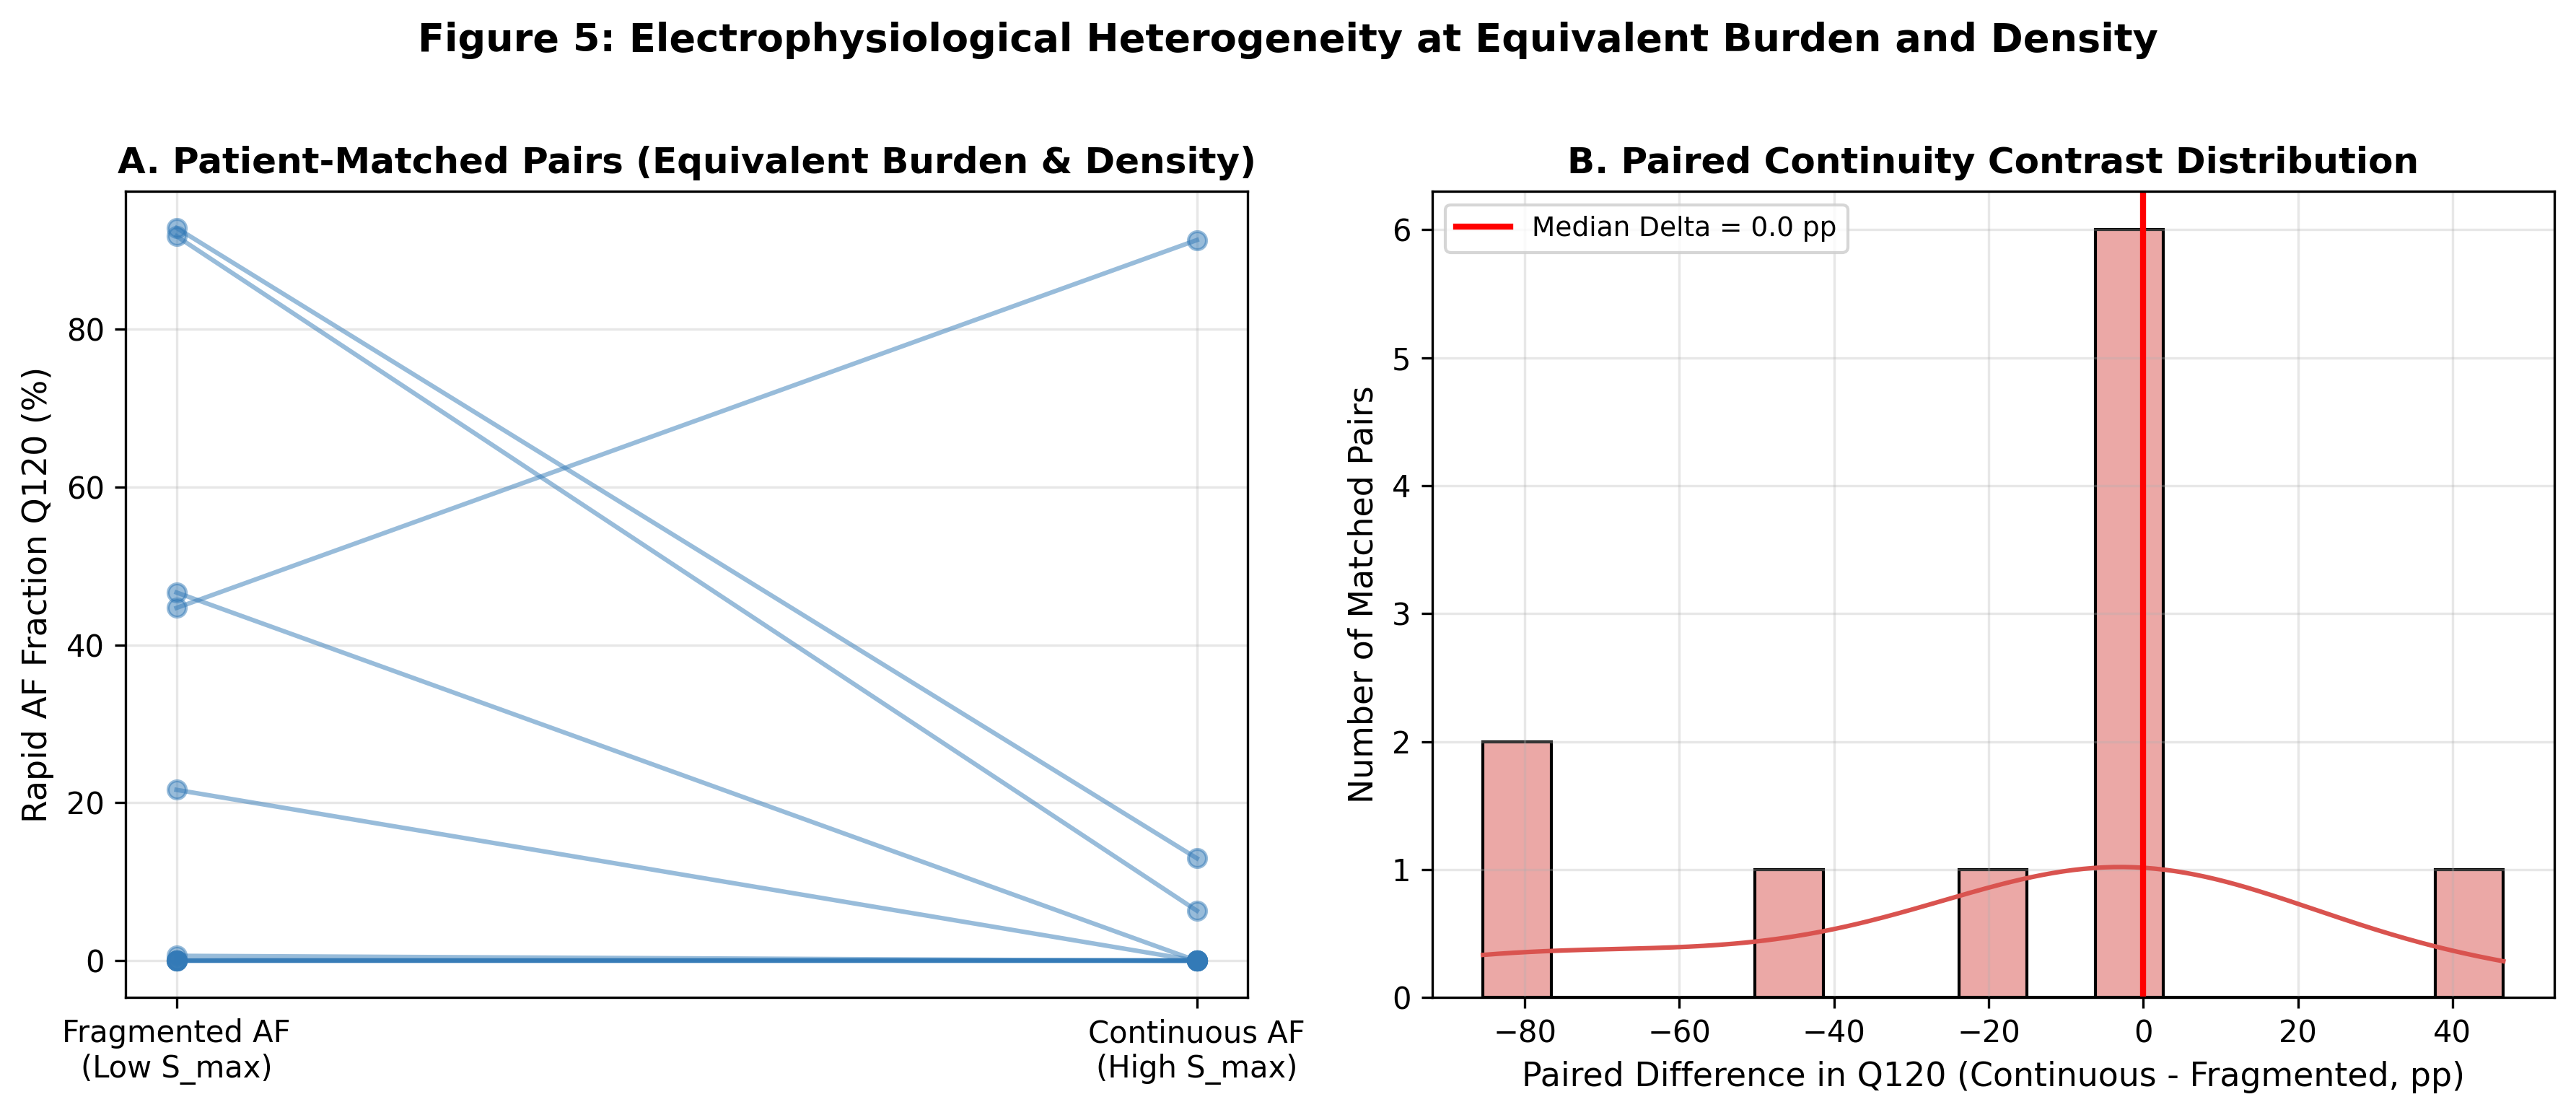 Figure 5: Electrophysiological Heterogeneity at Equivalent Burden and Density
A. Patient-Matched Pairs (Equivalent Burden & Density)
Rapid AF Fraction Q120 (%)
80
60
40
20
0
Fragmented AF
(Low S_max)
Continuous AF
(High S_max)
B. Paired Continuity Contrast Distribution
Median Delta = 0.0 pp
Number of Matched Pairs
6
5
4
3
2
1
0
−80
−60
−40
−20
0
20
40
Paired Difference in Q120 (Continuous - Fragmented, pp)